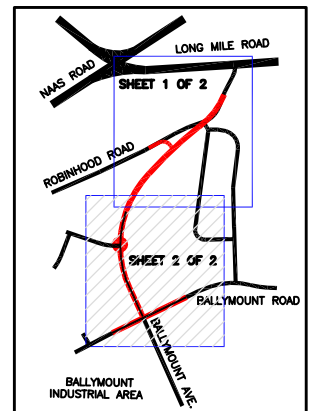 LONG MILE ROAD
NAAS ROAD
SHEET 1 OF 2
ROBINHOOD ROAD
SHEET 2 OF 2
BALLYMOUNT ROAD
BALLYMOUNT AVE.
BALLYMOUNT
INDUSTRIAL AREA